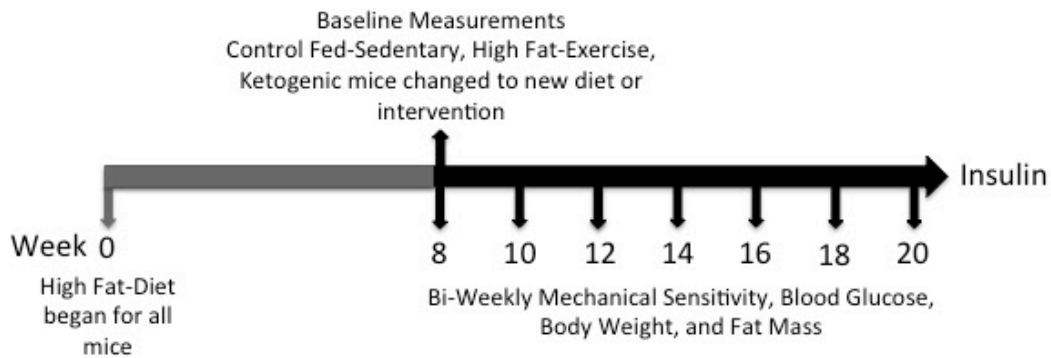 Baseline Measurements
Control Fed-Sedentary, High Fat-Exercise,
Ketogenic mice changed to new diet or
intervention
Insulin
Week 0 8 10 12 14 16 18 20
High Fat-Diet
began for all
mice
Bi-Weekly Mechanical Sensitivity, Blood Glucose,
Body Weight, and Fat Mass